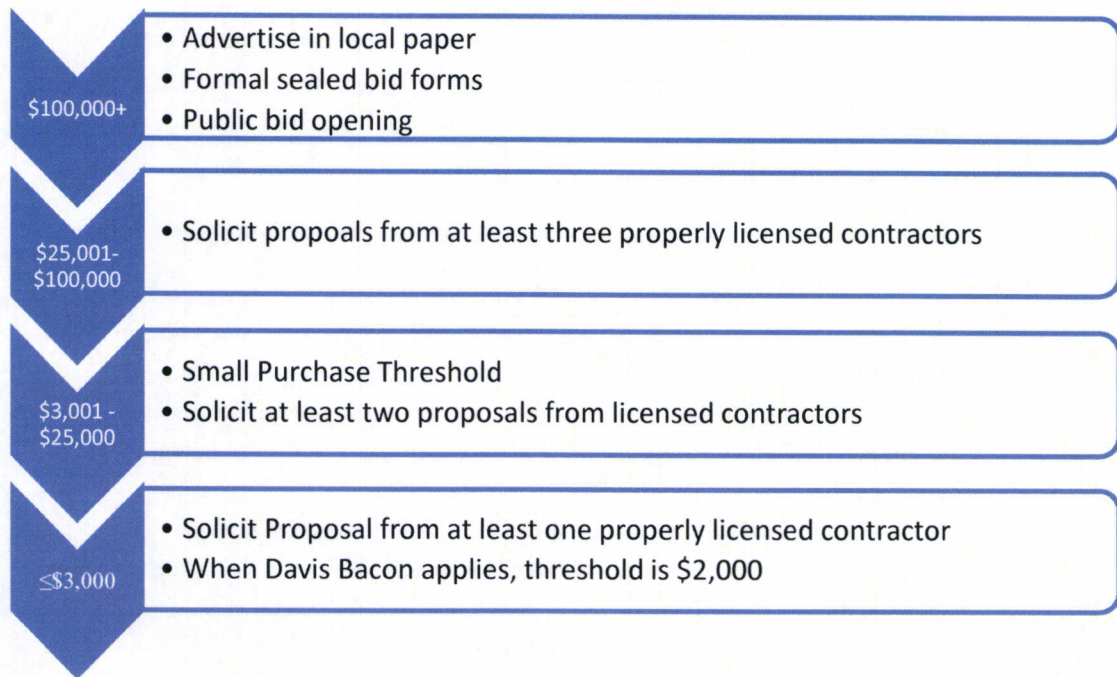 $100,000+
• Advertise in local paper
• Formal sealed bid forms
• Public bid opening
$25,001-
$100,000
• Solicit propoals from at least three properly licensed contractors
$3,001 -
$25,000
• Small Purchase Threshold
• Solicit at least two proposals from licensed contractors
≤$3,000
• Solicit Proposal from at least one properly licensed contractor
• When Davis Bacon applies, threshold is $2,000